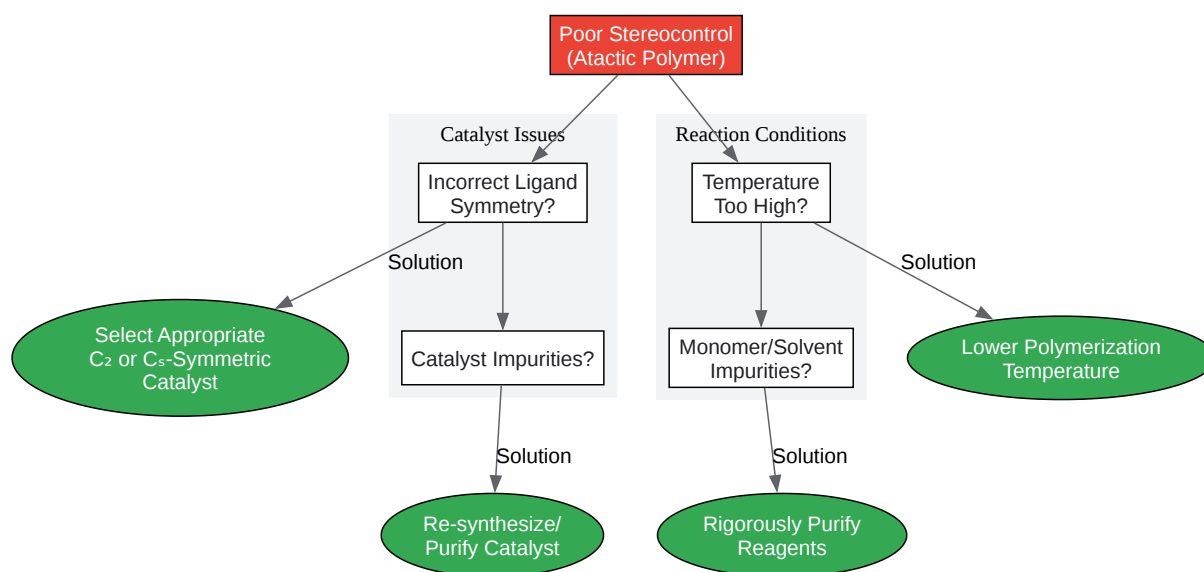 Poor Stereocontrol
(Atactic Polymer)
Catalyst Issues
Reaction Conditions
Incorrect Ligand
Symmetry?
Temperature
Too High?
Solution
Solution
Select Appropriate
C₂ or Cₛ-Symmetric
Catalyst
Catalyst Impurities?
Monomer/Solvent
Impurities?
Lower Polymerization
Temperature
Solution
Solution
Re-synthesize/
Purify Catalyst
Rigorously Purify
Reagents